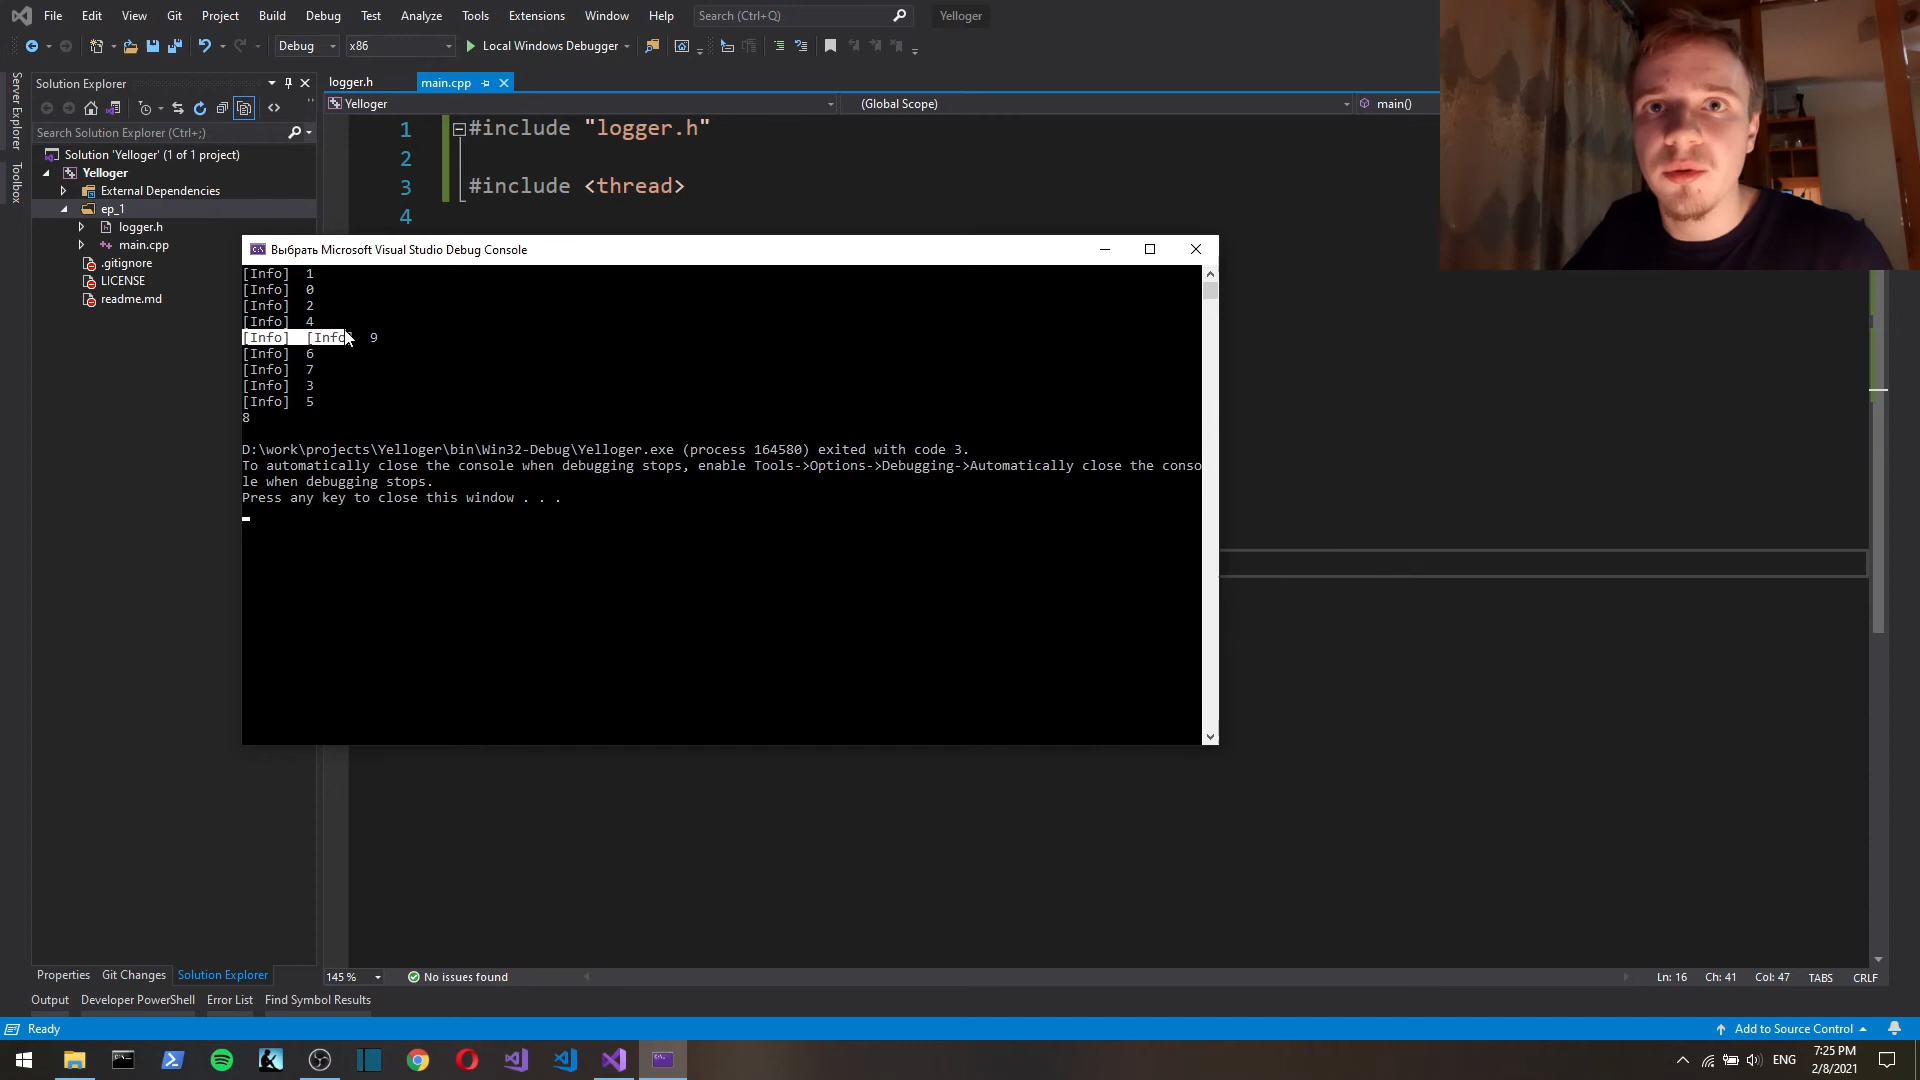 File Edit View Git Project Build Debug Test Analyze Tools Extensions Window Help Search (Ctrl+Q) Yelloger
Debug x86 Local Windows Debugger
Server Explorer
Toolbox
Solution Explorer
Search Solution Explorer (Ctrl+;)
Solution 'Yelloger' (1 of 1 project)
Yelloger
External Dependencies
ep_1
logger.h
main.cpp
.gitignore
LICENSE
readme.md
logger.h main.cpp
Yelloger (Global Scope) main()
1 #include "logger.h"
2
3 #include <thread>
4
Выбрать Microsoft Visual Studio Debug Console
[Info] 1
[Info] 0
[Info] 2
[Info] 4
[Info] [Info] 9
[Info] 6
[Info] 7
[Info] 3
[Info] 5
8
D:\work\projects\Yelloger\bin\Win32-Debug\Yelloger.exe (process 164580) exited with code 3.
To automatically close the console when debugging stops, enable Tools->Options->Debugging->Automatically close the conso
le when debugging stops.
Press any key to close this window . . .
Properties Git Changes Solution Explorer
145 % No issues found Ln: 16 Ch: 41 Col: 47 TABS CRLF
Output Developer PowerShell Error List Find Symbol Results
Ready Add to Source Control
ENG 7:25 PM
2/8/2021